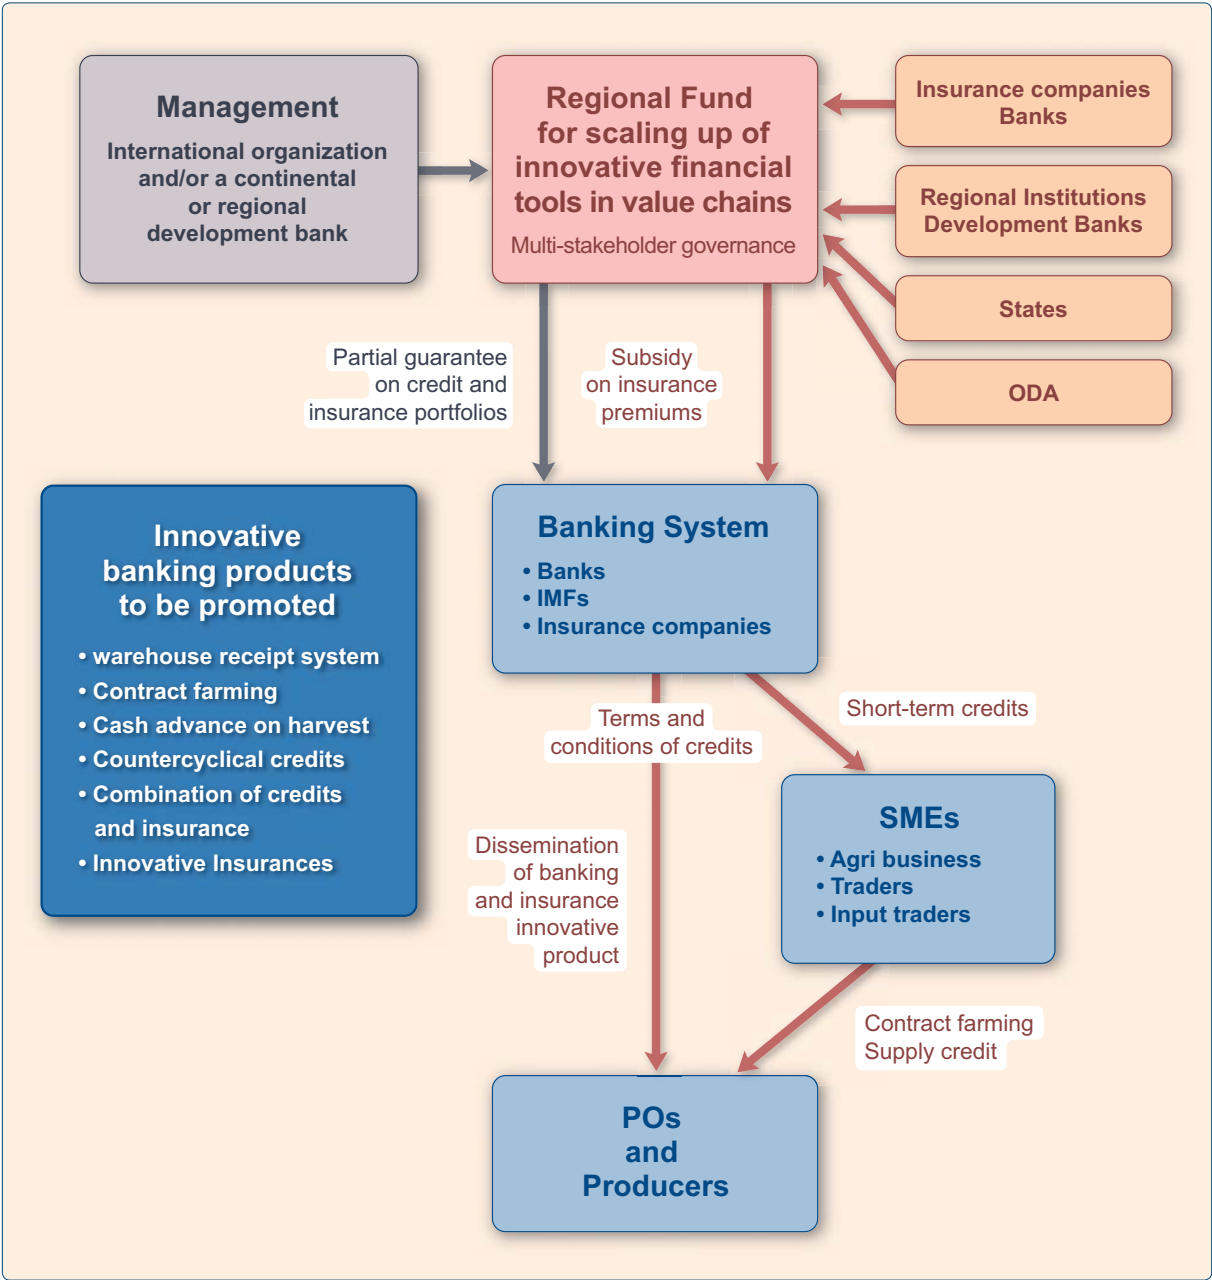 Management
International organization
and/or a continental
or regional
development bank
Regional Fund
for scaling up of
innovative financial
tools in value chains
Multi-stakeholder governance
Insurance companies
Banks
Regional Institutions
Development Banks
States
ODA
Partial guarantee
on credit and
insurance portfolios
Subsidy
on insurance
premiums
Innovative
banking products
to be promoted
• warehouse receipt system
• Contract farming
• Cash advance on harvest
• Countercyclical credits
• Combination of credits
and insurance
• Innovative Insurances
Banking System
• Banks
• IMFs
• Insurance companies
Terms and
conditions of credits
Short-term credits
SMEs
• Agri business
• Traders
• Input traders
Dissemination
of banking
and insurance
innovative
product
Contract farming
Supply credit
POs
and
Producers